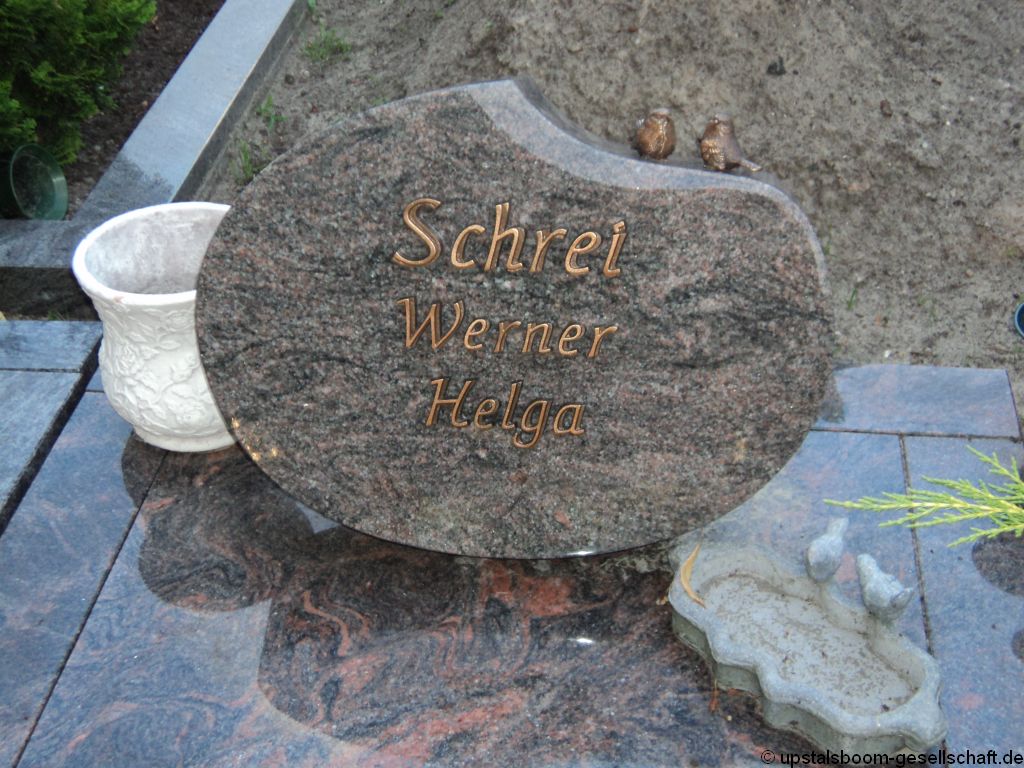 Schrei
Werner
Helga
© upstalsboom-gesellschaft.de